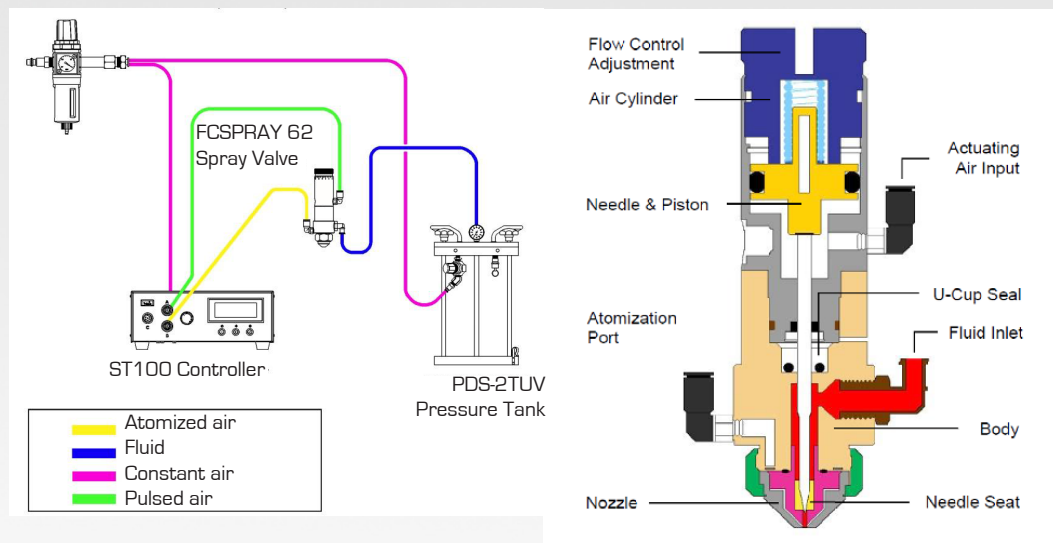 FCSPRAY 62
Spray Valve
ST100 Controller
PDS-2TUV
Pressure Tank
Atomized air
Fluid
Constant air
Pulsed air
Flow Control
Adjustment
Air Cylinder
Needle & Piston
Atomization
Port
Nozzle
Actuating
Air Input
U-Cup Seal
Fluid Inlet
Body
Needle Seat
A
B
C